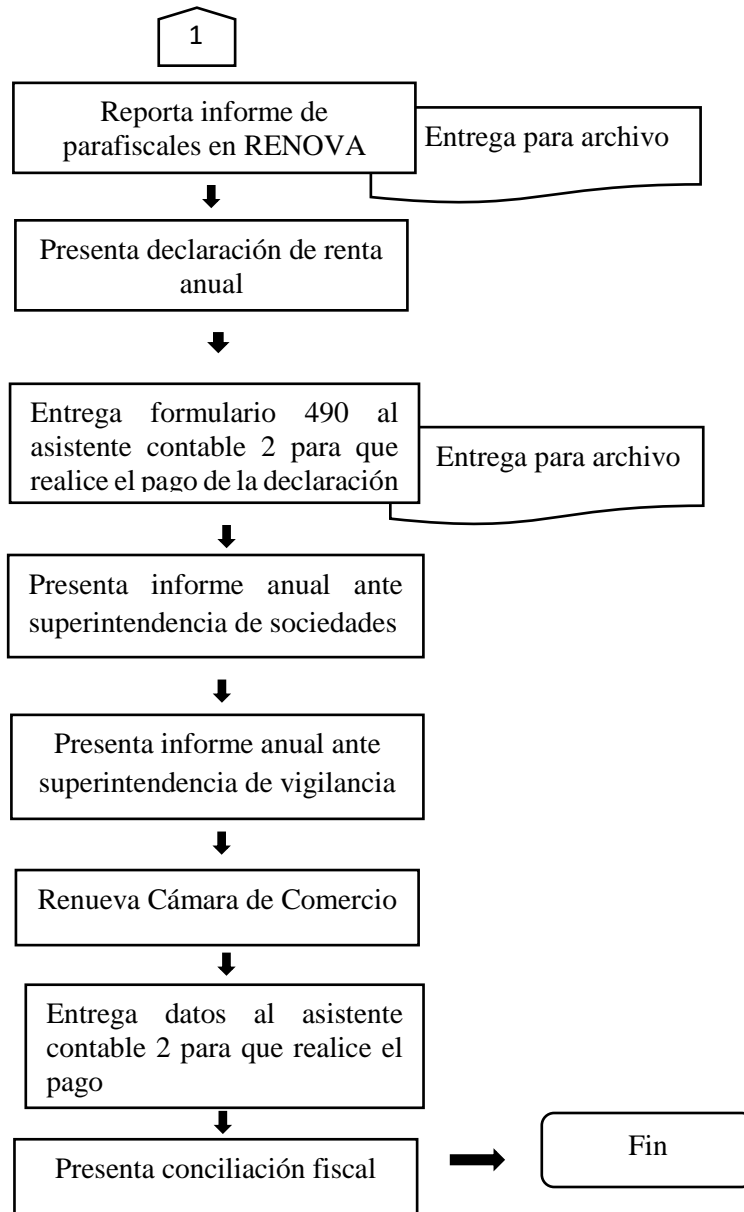 1
Reporta informe de
parafiscales en RENOVA
Entrega para archivo
Presenta declaración de renta
anual
Entrega formulario 490 al
asistente contable 2 para que
realice el pago de la declaración
Entrega para archivo
Presenta informe anual ante
superintendencia de sociedades
Presenta informe anual ante
superintendencia de vigilancia
Renueva Cámara de Comercio
Entrega datos al asistente
contable 2 para que realice el
pago
Presenta conciliación fiscal
Fin